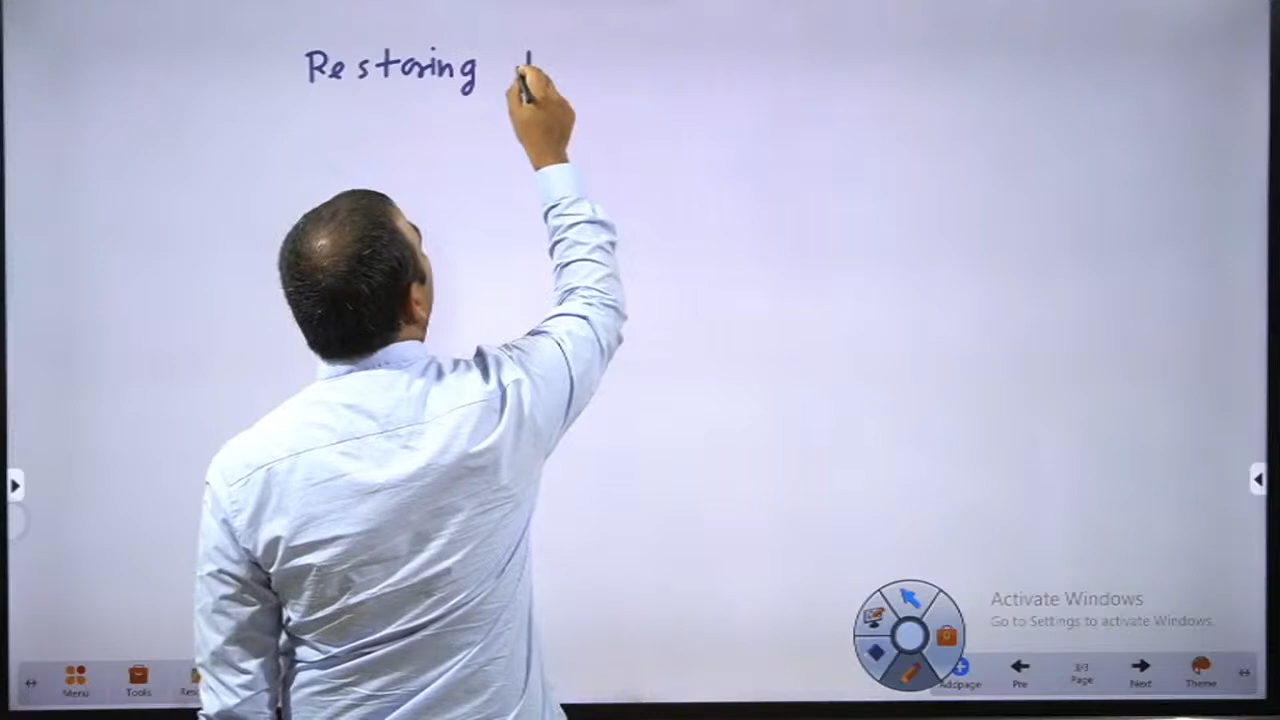 Restoring
Activate Windows
Go to Settings to activate Windows.
Menu
Tools
Addpage
Pre
3/3
Page
Next
Theme